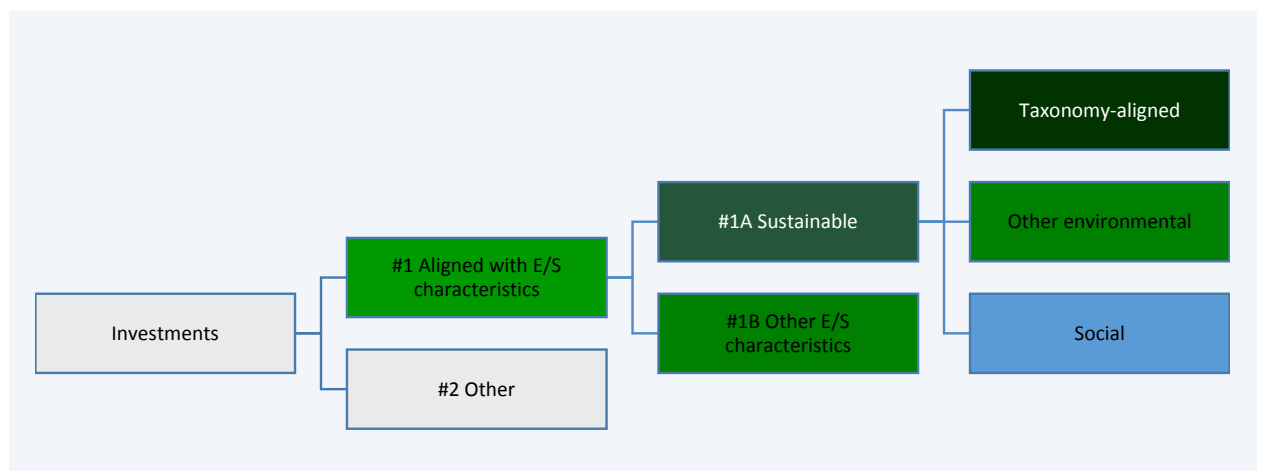 Investments
#1 Aligned with E/S
characteristics
#2 Other
#1A Sustainable
#1B Other E/S
characteristics
Taxonomy-aligned
Other environmental
Social